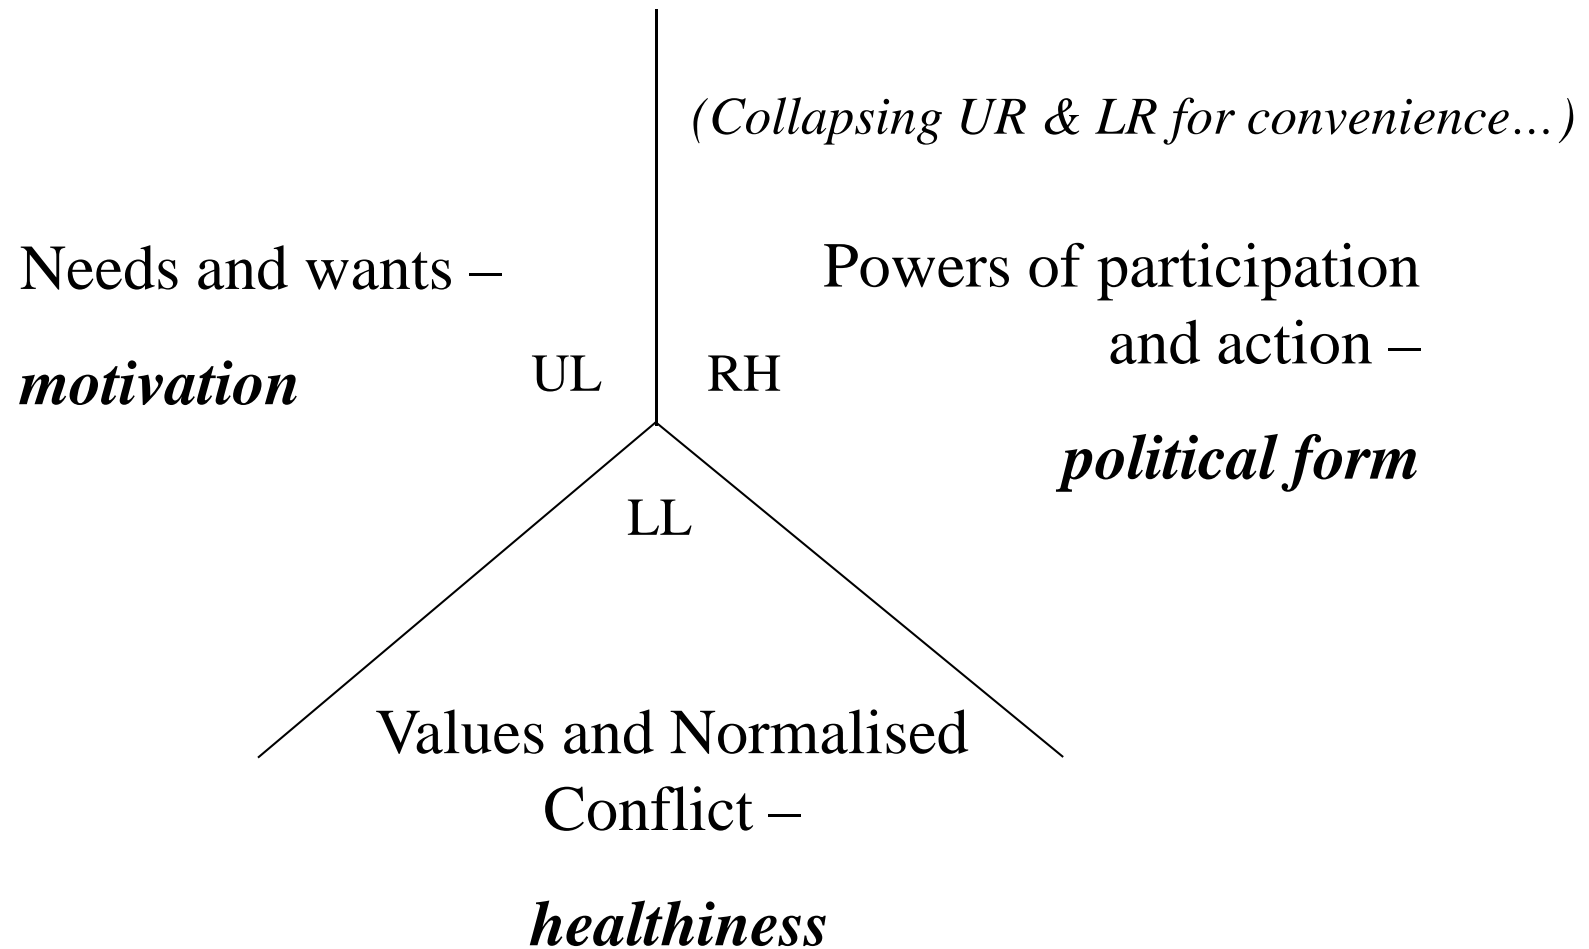 (Collapsing UR & LR for convenience…)
Needs and wants –
motivation
UL
RH
Powers of participation
and action –
political form
LL
Values and Normalised
Conflict –
healthiness